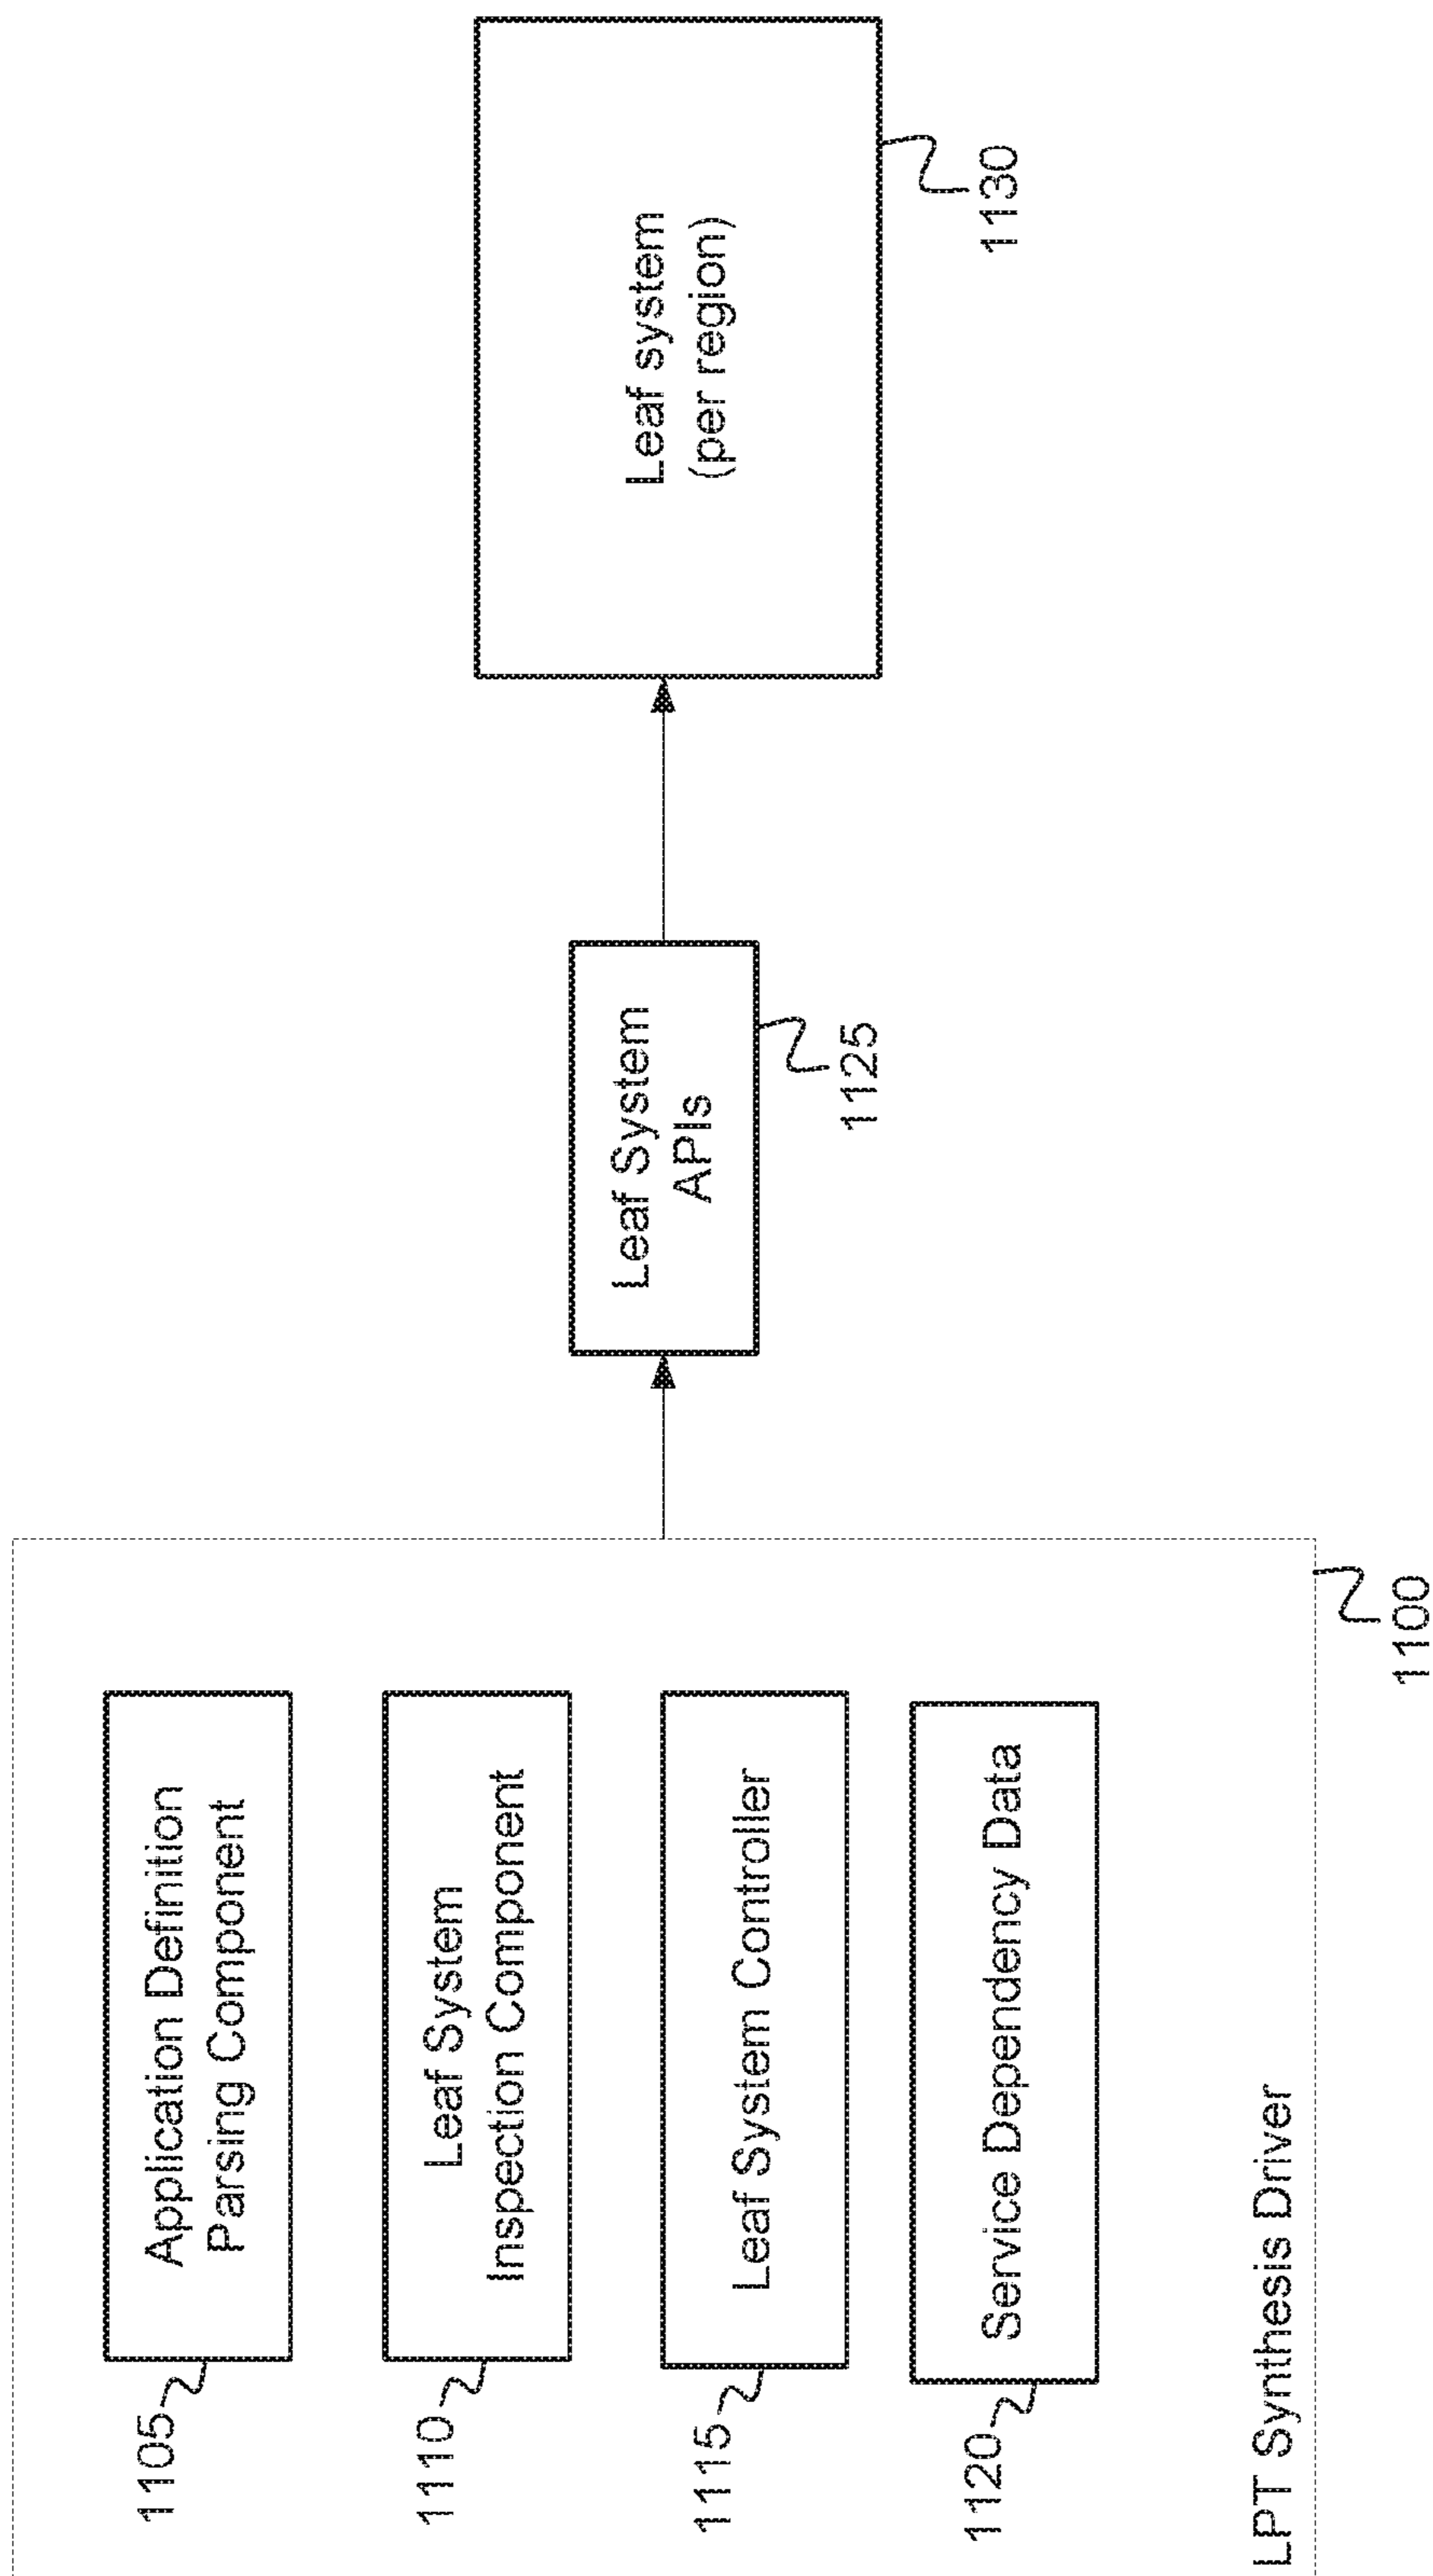 1105
Application Definition
Parsing Component
1110
Leaf System
Inspection Component
1115
Leaf System Controller
1120
Service Dependency Data
LPT Synthesis Driver
1100
Leaf System
APIs
1125
Leaf system
(per region)
1130